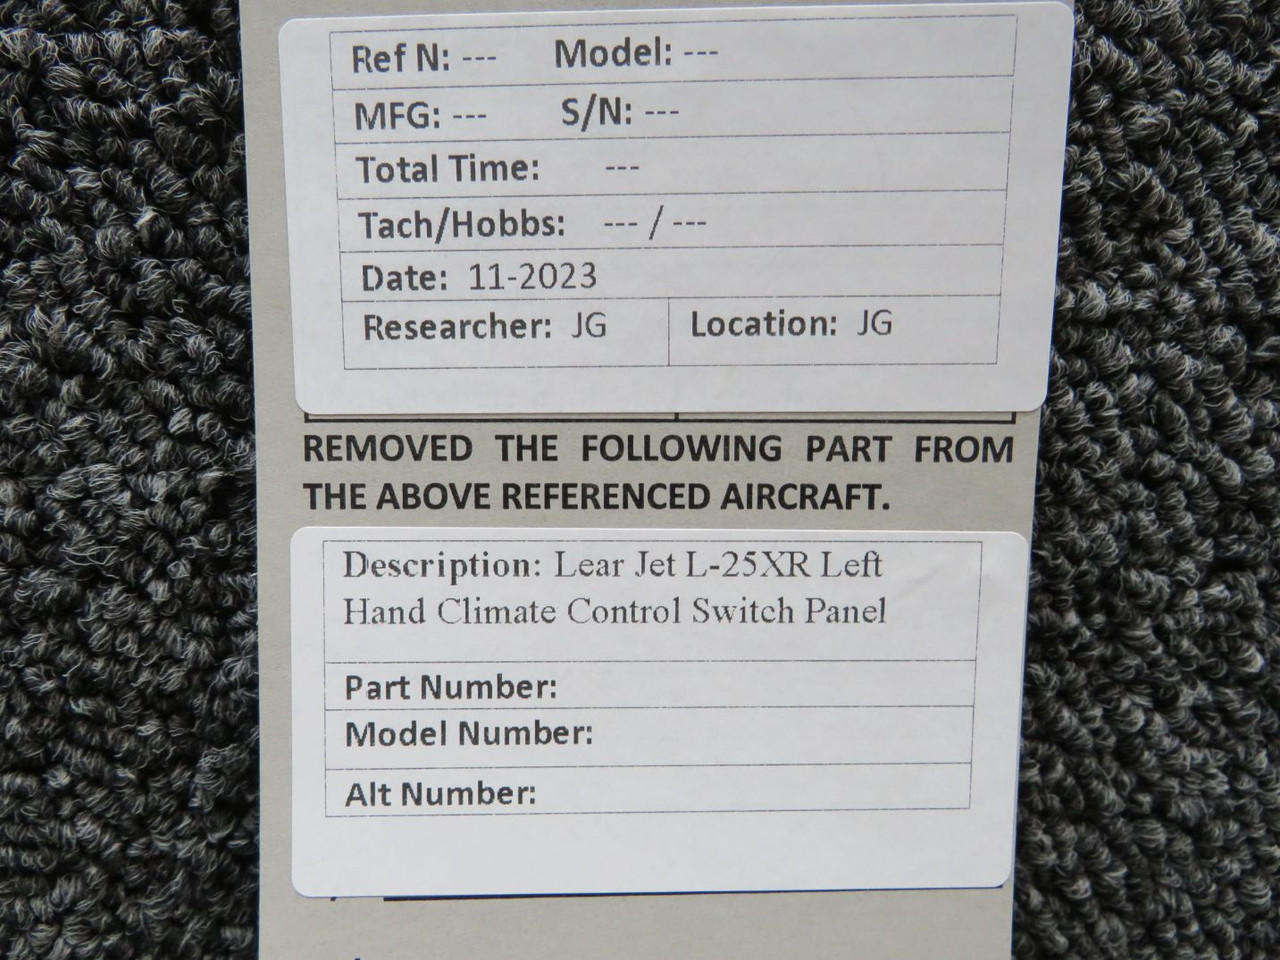 Ref N: --- Model: ---
MFG: --- S/N: ---
Total Time: ---
Tach/Hobbs: --- / ---
Date: 11-2023
Researcher: JG Location: JG
REMOVED THE FOLLOWING PART FROM
THE ABOVE REFERENCED AIRCRAFT.
Description: Lear Jet L-25XR Left
Hand Climate Control Switch Panel
Part Number:
Model Number:
Alt Number: